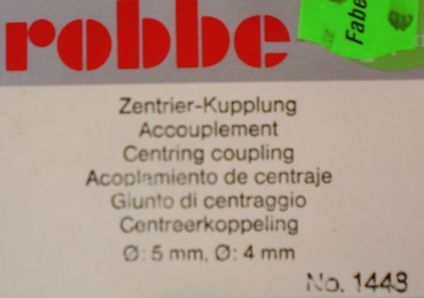 robbe
Fabe
Zentrier-Kupplung
Accouplement
Centring coupling
Acoplamiento de centraje
Giunto di centraggio
Centreerkoppeling
Ø: 5 mm, Ø: 4 mm
No. 1448